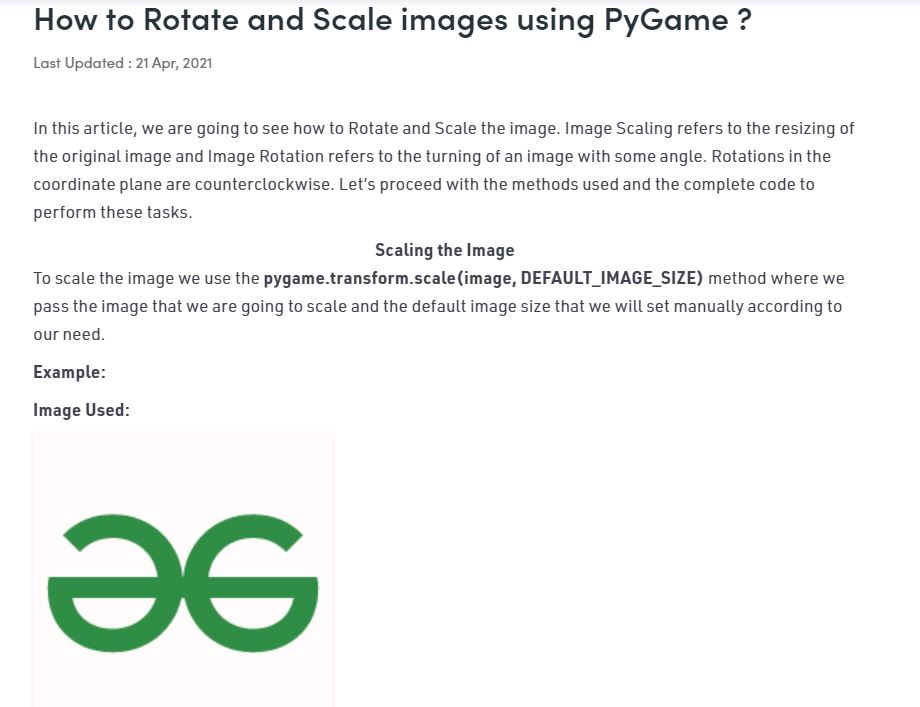 How to Rotate and Scale images using PyGame ?
Last Updated : 21 Apr, 2021
In this article, we are going to see how to Rotate and Scale the image. Image Scaling refers to the resizing of
the original image and Image Rotation refers to the turning of an image with some angle. Rotations in the
coordinate plane are counterclockwise. Let’s proceed with the methods used and the complete code to
perform these tasks.
Scaling the Image
To scale the image we use the pygame.transform.scale(image, DEFAULT_IMAGE_SIZE) method where we
pass the image that we are going to scale and the default image size that we will set manually according to
our need.
Example:
Image Used: